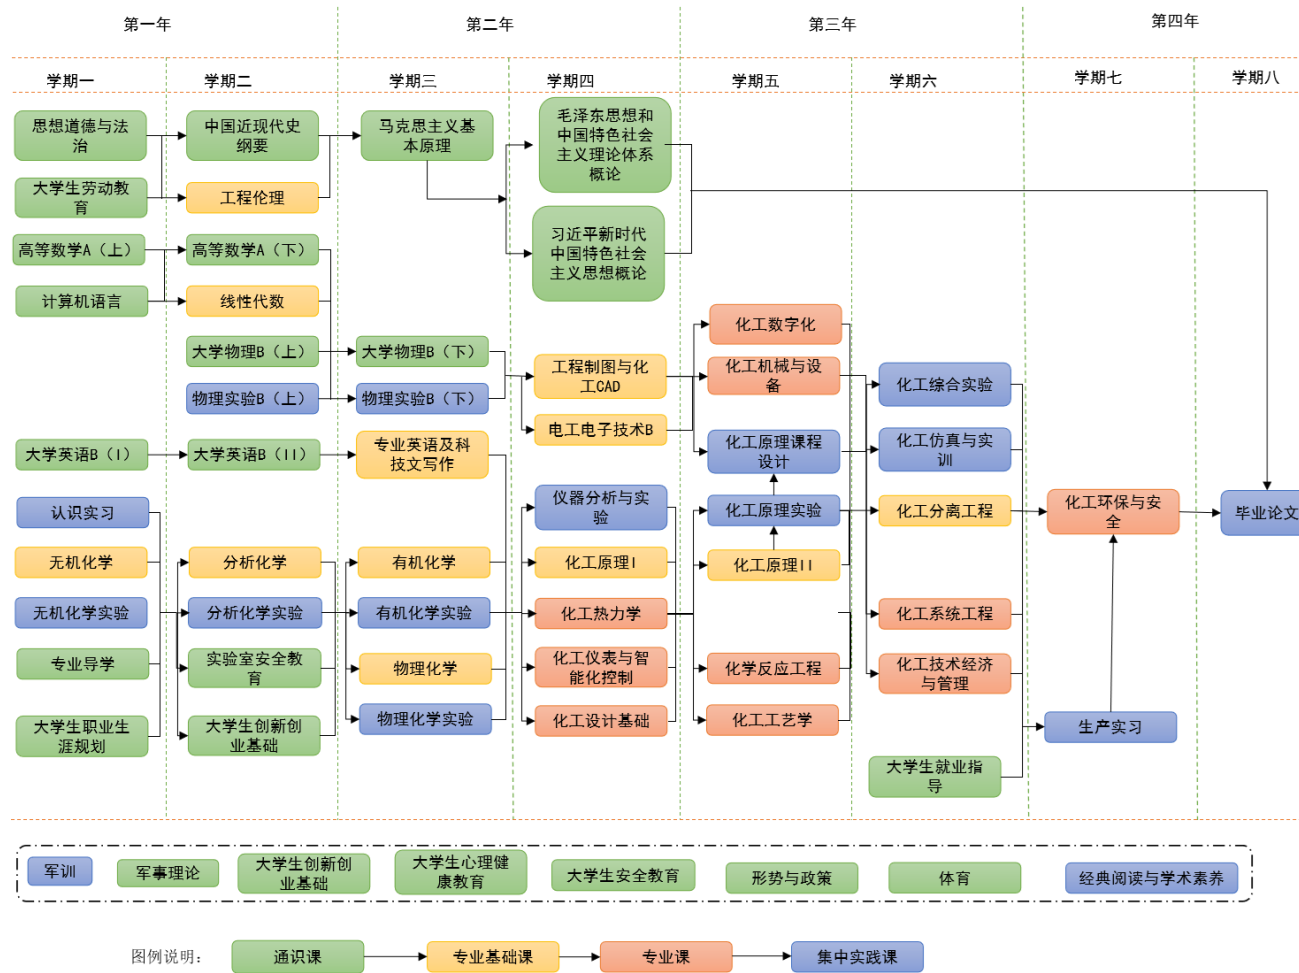 第一年
第二年
第三年
第四年
学期一
学期二
学期三
学期四
学期五
学期六
学期七
学期八
思想道德与法
治
大学生劳动教
育
高等数学A（上）
计算机语言
大学英语B（I）
认识实习
无机化学
无机化学实验
专业导学
大学生职业生
涯规划
中国近现代史
纲要
工程伦理
高等数学A（下）
线性代数
大学物理B（上）
物理实验B（上）
大学英语B（II）
分析化学
分析化学实验
实验室安全教
育
大学生创新创
业基础
马克思主义基
本原理
大学物理B（下）
物理实验B（下）
专业英语及科
技文写作
有机化学
有机化学实验
物理化学
物理化学实验
毛泽东思想和
中国特色社会
主义理论体系
概论
习近平新时代
中国特色社会
主义思想概论
工程制图与化
工CAD
电工电子技术B
仪器分析与实
验
化工原理I
化工热力学
化工仪表与智
能化控制
化工设计基础
化工数字化
化工机械与设
备
化工原理课程
设计
化工原理实验
化工原理II
化学反应工程
化工工艺学
化工综合实验
化工仿真与实
训
化工分离工程
化工系统工程
化工技术经济
与管理
大学生就业指
导
化工环保与安
全
生产实习
毕业论文
军训
军事理论
大学生创新创
业基础
大学生心理健
康教育
大学生安全教育
形势与政策
体育
经典阅读与学术素养
图例说明：
通识课
专业基础课
专业课
集中实践课